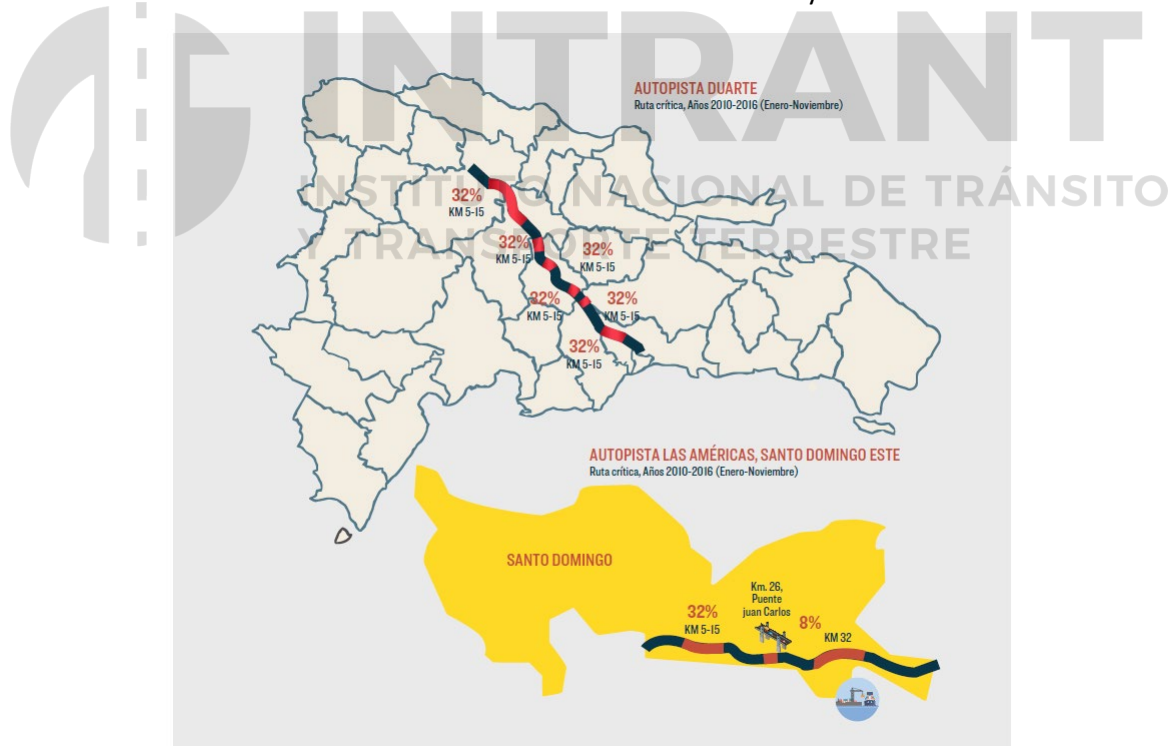 INTRANT
INSTITUTO NACIONAL DE TRÁNSITO
Y TRANSPORTE TERRESTRE
AUTOPISTA DUARTE
Ruta crítica, Años 2010-2016 (Enero-Noviembre)
32%
KM 5-15
32%
KM 5-15
32%
KM 5-15
32%
KM 5-15
32%
KM 5-15
32%
KM 5-15
AUTOPISTA LAS AMÉRICAS, SANTO DOMINGO ESTE
Ruta crítica, Años 2010-2016 (Enero-Noviembre)
SANTO DOMINGO
Km. 26,
Puente
juan Carlos
32%
KM 5-15
8%
KM 32